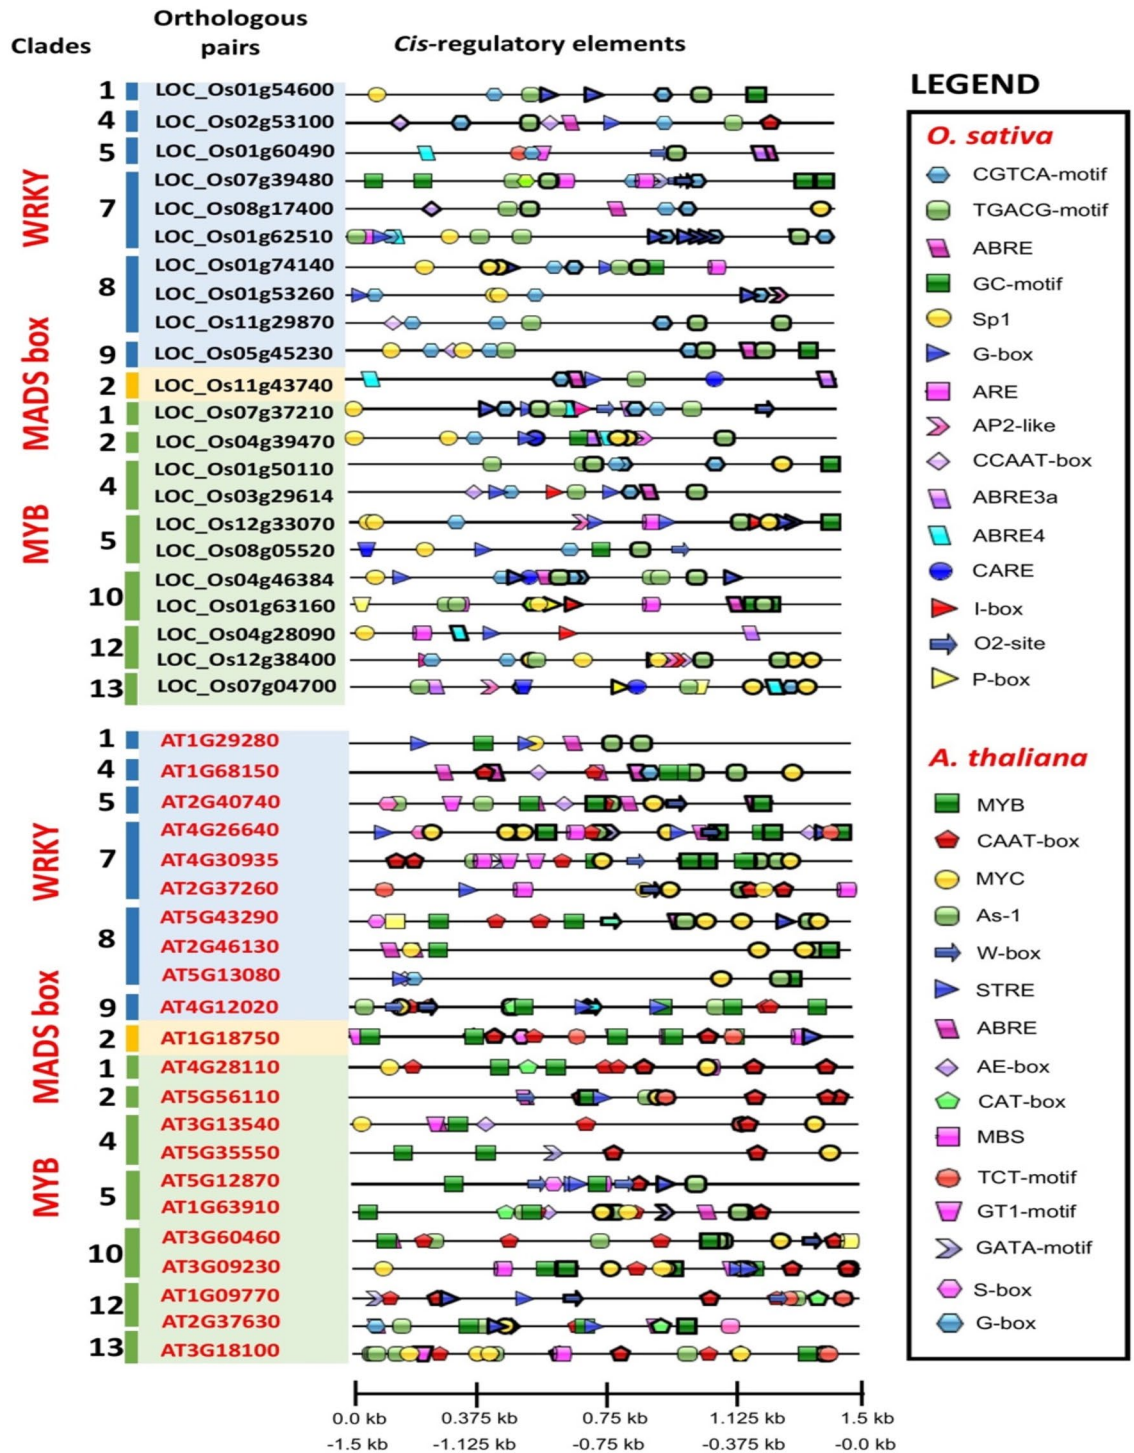 Clades
Orthologous
pairs
Cis-regulatory elements
WRKY
MADS box
MYB
1 LOC_Os01g54600
4 LOC_Os02g53100
5 LOC_Os01g60490
7 LOC_Os07g39480
LOC_Os08g17400
LOC_Os01g62510
8 LOC_Os01g74140
LOC_Os01g53260
LOC_Os11g29870
9 LOC_Os05g45230
2 LOC_Os11g43740
1 LOC_Os07g37210
2 LOC_Os04g39470
4 LOC_Os01g50110
LOC_Os03g29614
5 LOC_Os12g33070
LOC_Os08g05520
10 LOC_Os04g46384
LOC_Os01g63160
12 LOC_Os04g28090
LOC_Os12g38400
13 LOC_Os07g04700
WRKY
MADS box
MYB
1 AT1G29280
4 AT1G68150
5 AT2G40740
7 AT4G26640
AT4G30935
AT2G37260
8 AT5G43290
AT2G46130
AT5G13080
9 AT4G12020
2 AT1G18750
1 AT4G28110
2 AT5G56110
4 AT3G13540
AT5G35550
5 AT5G12870
AT1G63910
10 AT3G60460
AT3G09230
12 AT1G09770
AT2G37630
13 AT3G18100
0.0 kb 0.375 kb 0.75 kb 1.125 kb 1.5 kb
-1.5 kb -1.125 kb -0.75 kb -0.375 kb -0.0 kb
LEGEND
O. sativa
CGTCA-motif
TGACG-motif
ABRE
GC-motif
Sp1
G-box
ARE
AP2-like
CCAAT-box
ABRE3a
ABRE4
CARE
I-box
O2-site
P-box
A. thaliana
MYB
CAAT-box
MYC
As-1
W-box
STRE
ABRE
AE-box
CAT-box
MBS
TCT-motif
GT1-motif
GATA-motif
S-box
G-box